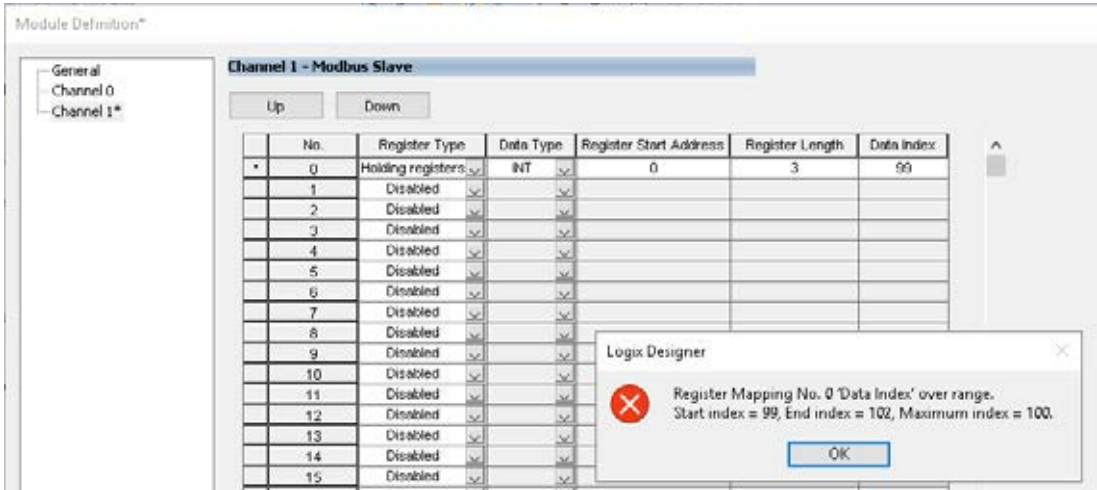 Module Definition*
General
Channel 0
Channel 1*
Channel 1 - Modbus Slave
Up Down
No. Register Type Data Type Register Start Address Register Length Data Index
* 0 Holding registers INT 0 3 99
1 Disabled
2 Disabled
3 Disabled
4 Disabled
5 Disabled
6 Disabled
7 Disabled
8 Disabled
9 Disabled
10 Disabled
11 Disabled
12 Disabled
13 Disabled
14 Disabled
15 Disabled
Logix Designer
Register Mapping No. 0 'Data Index' over range.
Start index = 99, End index = 102, Maximum index = 100.
OK